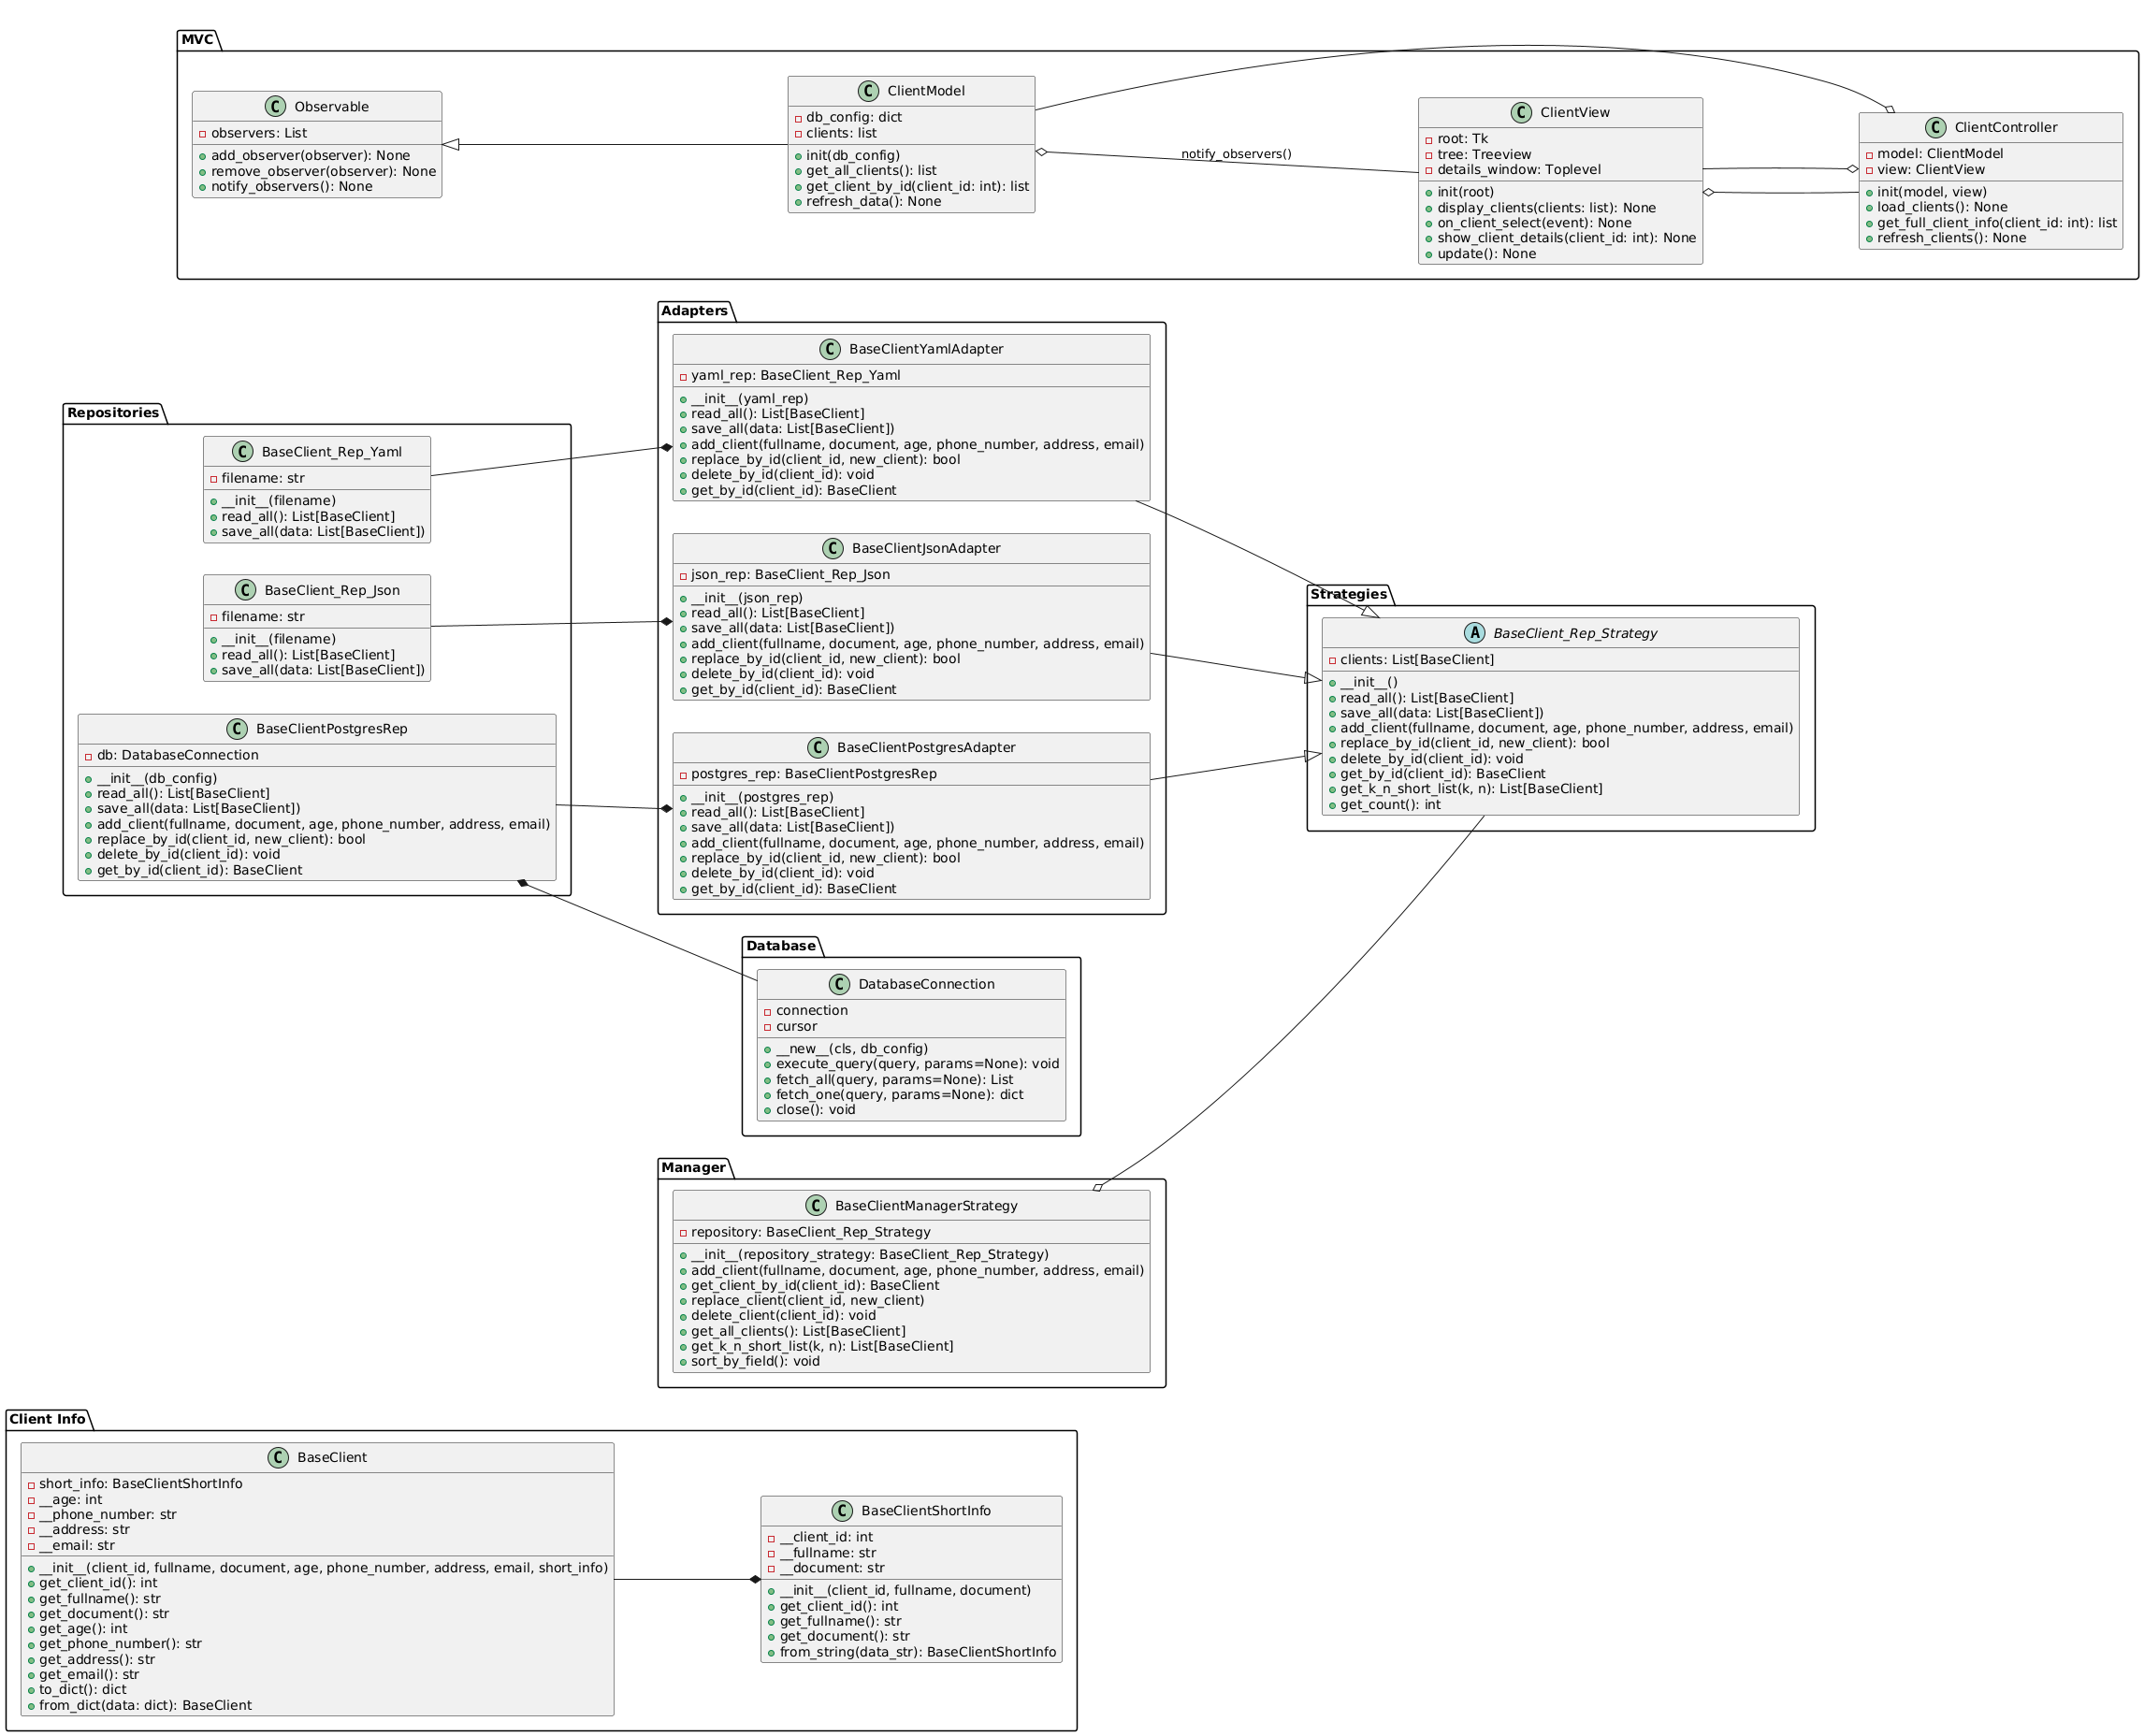 MVC
C Observable
observers: List
add_observer(observer): None
remove_observer(observer): None
notify_observers(): None
C ClientModel
db_config: dict
clients: list
init(db_config)
get_all_clients(): list
get_client_by_id(client_id: int): list
refresh_data(): None
notify_observers()
C ClientView
root: Tk
tree: Treeview
details_window: Toplevel
init(root)
display_clients(clients: list): None
on_client_select(event): None
show_client_details(client_id: int): None
update(): None
C ClientController
model: ClientModel
view: ClientView
init(model, view)
load_clients(): None
get_full_client_info(client_id: int): list
refresh_clients(): None
Repositories
C BaseClient_Rep_Yaml
filename: str
__init__(filename)
read_all(): List[BaseClient]
save_all(data: List[BaseClient])
C BaseClient_Rep_Json
filename: str
__init__(filename)
read_all(): List[BaseClient]
save_all(data: List[BaseClient])
C BaseClientPostgresRep
db: DatabaseConnection
__init__(db_config)
read_all(): List[BaseClient]
save_all(data: List[BaseClient])
add_client(fullname, document, age, phone_number, address, email)
replace_by_id(client_id, new_client): bool
delete_by_id(client_id): void
get_by_id(client_id): BaseClient
Adapters
C BaseClientYamlAdapter
yaml_rep: BaseClient_Rep_Yaml
__init__(yaml_rep)
read_all(): List[BaseClient]
save_all(data: List[BaseClient])
add_client(fullname, document, age, phone_number, address, email)
replace_by_id(client_id, new_client): bool
delete_by_id(client_id): void
get_by_id(client_id): BaseClient
C BaseClientJsonAdapter
json_rep: BaseClient_Rep_Json
__init__(json_rep)
read_all(): List[BaseClient]
save_all(data: List[BaseClient])
add_client(fullname, document, age, phone_number, address, email)
replace_by_id(client_id, new_client): bool
delete_by_id(client_id): void
get_by_id(client_id): BaseClient
C BaseClientPostgresAdapter
postgres_rep: BaseClientPostgresRep
__init__(postgres_rep)
read_all(): List[BaseClient]
save_all(data: List[BaseClient])
add_client(fullname, document, age, phone_number, address, email)
replace_by_id(client_id, new_client): bool
delete_by_id(client_id): void
get_by_id(client_id): BaseClient
Strategies
A BaseClient_Rep_Strategy
clients: List[BaseClient]
__init__()
read_all(): List[BaseClient]
save_all(data: List[BaseClient])
add_client(fullname, document, age, phone_number, address, email)
replace_by_id(client_id, new_client): bool
delete_by_id(client_id): void
get_by_id(client_id): BaseClient
get_k_n_short_list(k, n): List[BaseClient]
get_count(): int
Database
C DatabaseConnection
connection
cursor
__new__(cls, db_config)
execute_query(query, params=None): void
fetch_all(query, params=None): List
fetch_one(query, params=None): dict
close(): void
Manager
C BaseClientManagerStrategy
repository: BaseClient_Rep_Strategy
__init__(repository_strategy: BaseClient_Rep_Strategy)
add_client(fullname, document, age, phone_number, address, email)
get_client_by_id(client_id): BaseClient
replace_client(client_id, new_client)
delete_client(client_id): void
get_all_clients(): List[BaseClient]
get_k_n_short_list(k, n): List[BaseClient]
sort_by_field(): void
Client Info
C BaseClient
short_info: BaseClientShortInfo
__age: int
__phone_number: str
__address: str
__email: str
__init__(client_id, fullname, document, age, phone_number, address, email, short_info)
get_client_id(): int
get_fullname(): str
get_document(): str
get_age(): int
get_phone_number(): str
get_address(): str
get_email(): str
to_dict(): dict
from_dict(data: dict): BaseClient
C BaseClientShortInfo
__client_id: int
__fullname: str
__document: str
__init__(client_id, fullname, document)
get_client_id(): int
get_fullname(): str
get_document(): str
from_string(data_str): BaseClientShortInfo